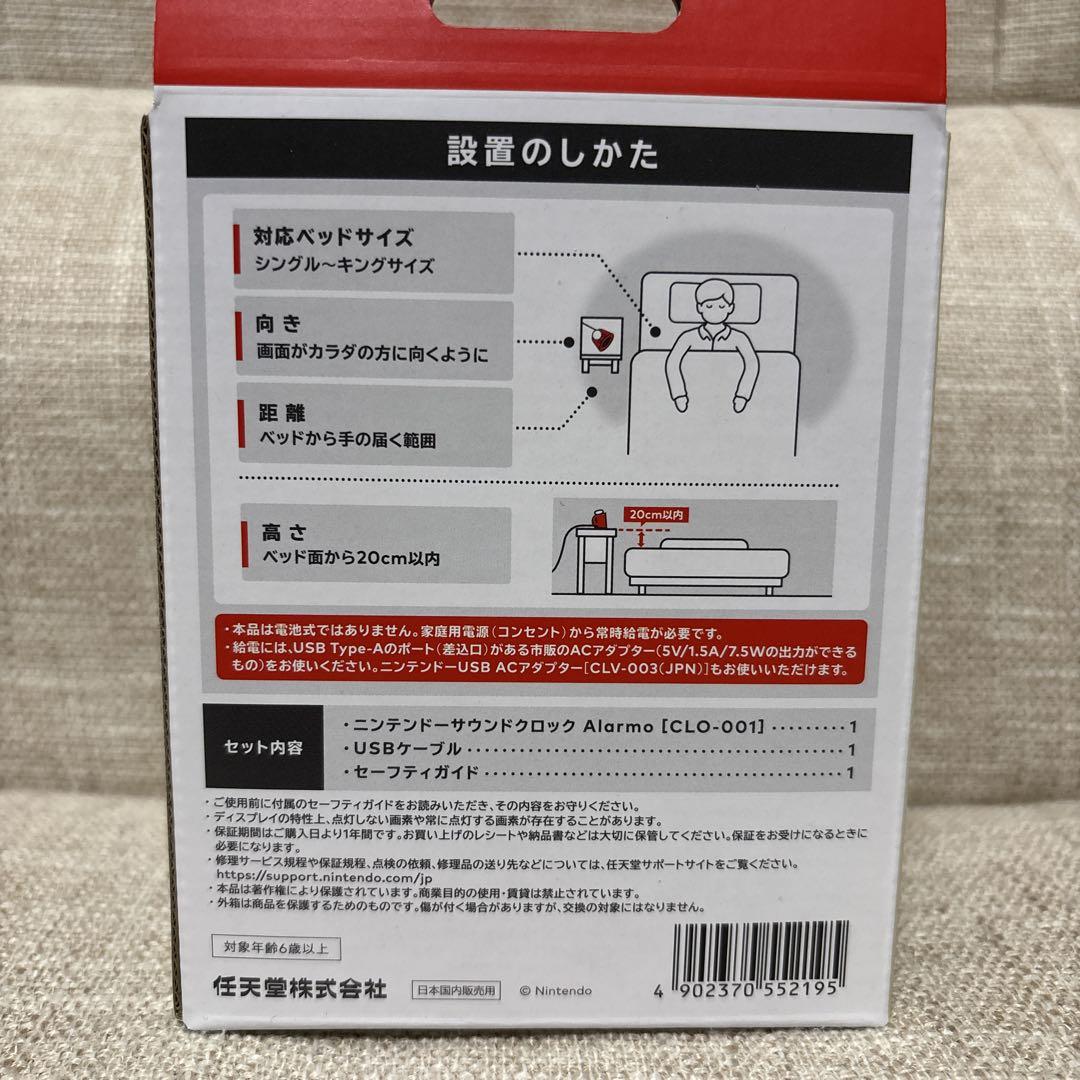 設置のしかた
対応ベッドサイズ
シングル〜キングサイズ
向き
画面がカラダの方に向くように
距離
ベッドから手の届く範囲
高さ
ベッド面から20cm以内
20cm以内
・本品は電池式ではありません。家庭用電源(コンセント)から常時給電が必要です。
・給電には、USB Type-Aのポート(差込口)がある市販のACアダプター(5V/1.5A/7.5Wの出力ができる
もの)をお使いください。ニンテンドーUSB ACアダプター[CLV-003(JPN)]もお使いいただけます。
セット内容
・ニンテンドーサウンドクロック Alarmo [CLO-001] ・・・・・・・・・1
・USBケーブル・・・・・・・・・・・・・・・・・・・・・・・・・・・・・・・・・・・・・1
・セーフティガイド・・・・・・・・・・・・・・・・・・・・・・・・・・・・・・・・・・・1
・ご使用前に付属のセーフティガイドをお読みいただき、その内容をお守りください。
・ディスプレイの特性上、点灯しない画素や常に点灯する画素が存在することがあります。
・保証期間はご購入日より1年間です。お買い上げのレシートや納品書などは大切に保管してください。保証をお受けになるときに
必要になります。
・修理サービス規程や保証規程、点検の依頼、修理品の送り先などについては、任天堂サポートサイトをご覧ください。
https://support.nintendo.com/jp
・本品は著作権により保護されています。商業目的の使用・賃貸は禁止されています。
・外箱は商品を保護するためのものです。傷が付く場合がありますが、交換の対象にはなりません。
対象年齢6歳以上
任天堂株式会社 日本国内販売用 © Nintendo
4 902370 552195